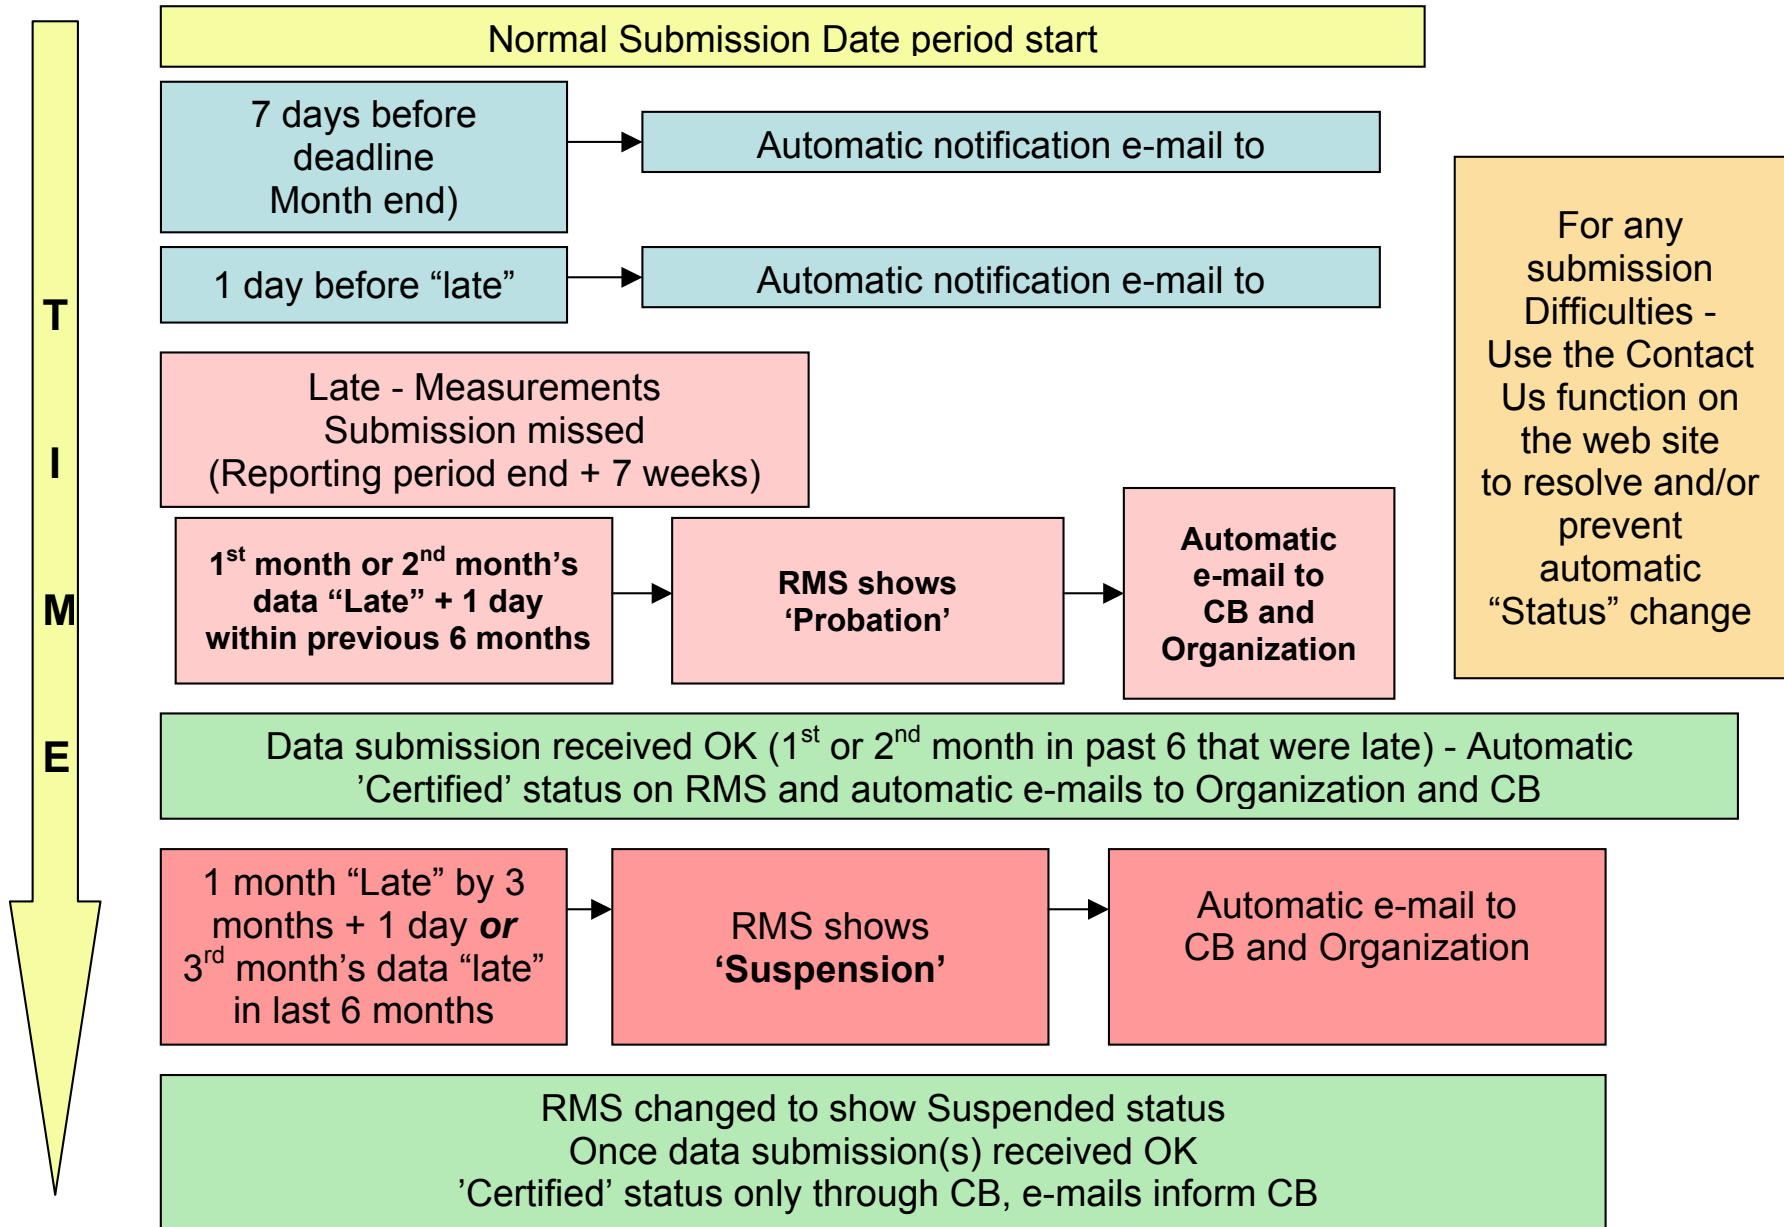 Normal Submission Date period start
7 days before
deadline
Month end)
Automatic notification e-mail to
1 day before “late”
Automatic notification e-mail to
T
I
M
E
Late - Measurements
Submission missed
(Reporting period end + 7 weeks)
1st month or 2nd month’s
data “Late” + 1 day
within previous 6 months
RMS shows
‘Probation’
Automatic
e-mail to
CB and
Organization
For any
submission
Difficulties -
Use the Contact
Us function on
the web site
to resolve and/or
prevent
automatic
“Status” change
Data submission received OK (1st or 2nd month in past 6 that were late) - Automatic
’Certified’ status on RMS and automatic e-mails to Organization and CB
1 month “Late” by 3
months + 1 day or
3rd month’s data “late”
in last 6 months
RMS shows
‘Suspension’
Automatic e-mail to
CB and Organization
RMS changed to show Suspended status
Once data submission(s) received OK
’Certified’ status only through CB, e-mails inform CB